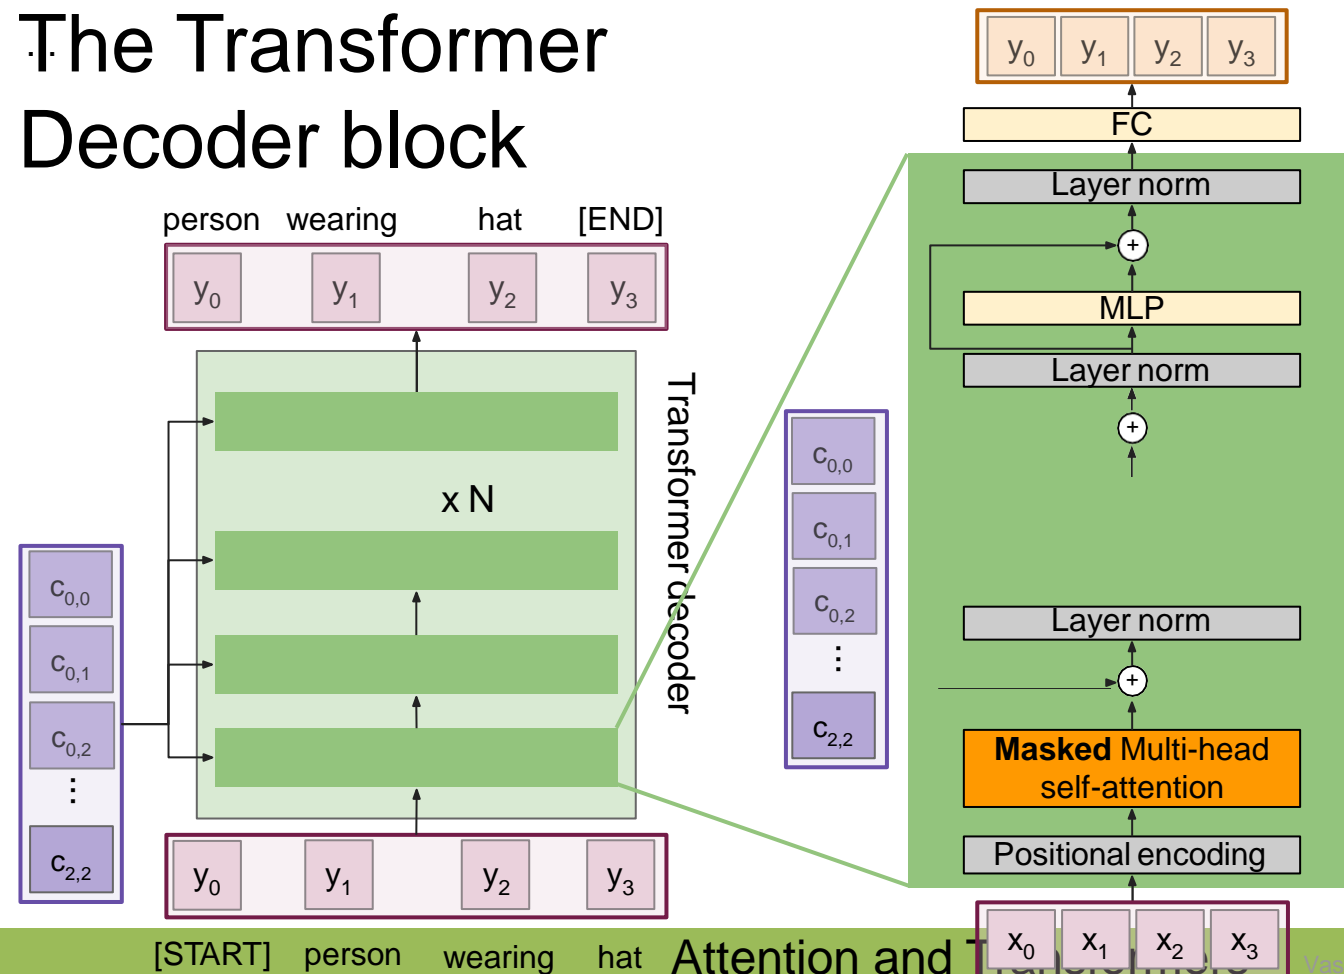 The Transformer
...
Decoder block
person wearing hat [END]
y0 y1 y2 y3
x N
Transformer decoder
c0,0
c0,1
c0,2
⋮
c2,2
y0 y1 y2 y3
[START] person wearing hat
y0 y1 y2 y3
FC
Layer norm
+
MLP
Layer norm
+
c0,0
c0,1
c0,2
⋮
c2,2
Layer norm
+
Masked Multi-head
self-attention
Positional encoding
x0 x1 x2 x3
Attention and